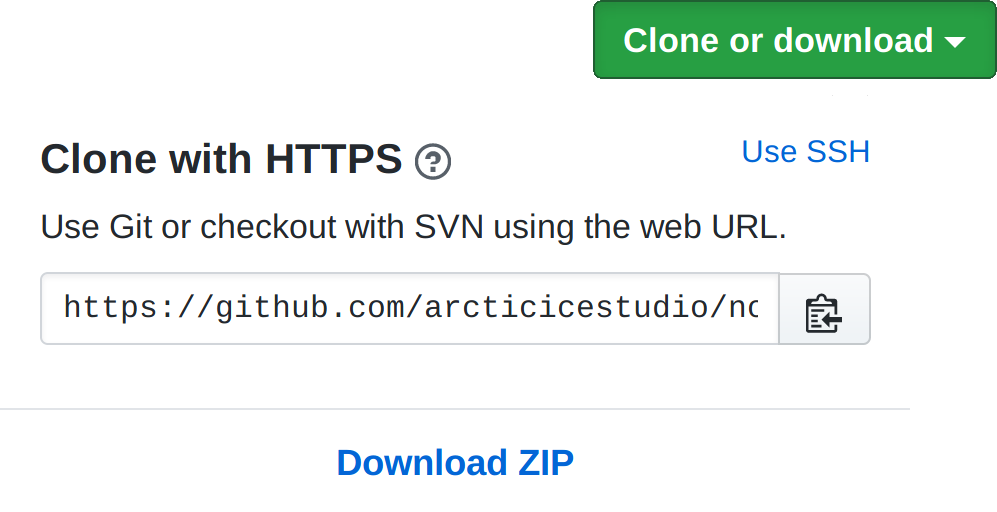 Clone or download
Clone with HTTPS
Use SSH
Use Git or checkout with SVN using the web URL.
https://github.com/arcticicestudio/nc
Download ZIP